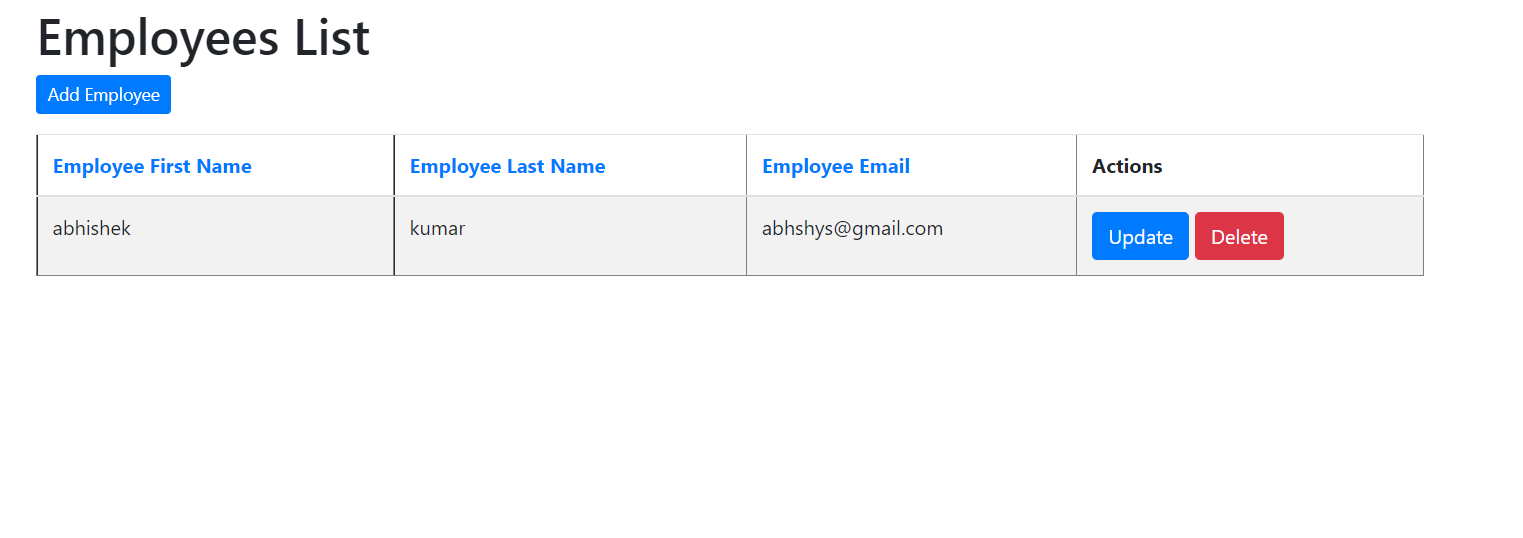 Employees List
Add Employee
Employee First Name Employee Last Name Employee Email Actions
abhishek kumar abhshys@gmail.com Update Delete